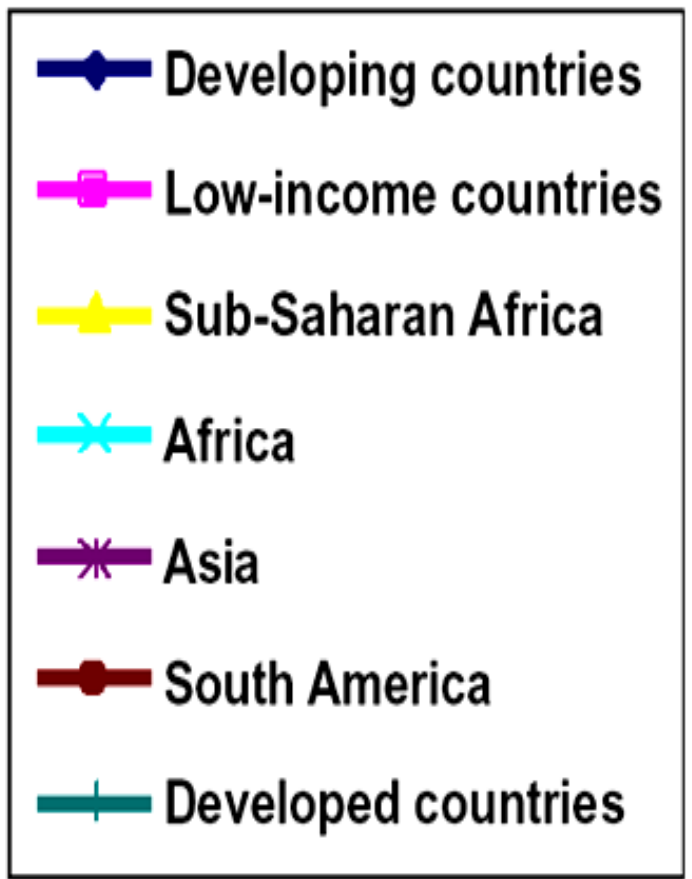 Developing countries
Low-income countries
Sub-Saharan Africa
Africa
Asia
South America
Developed countries